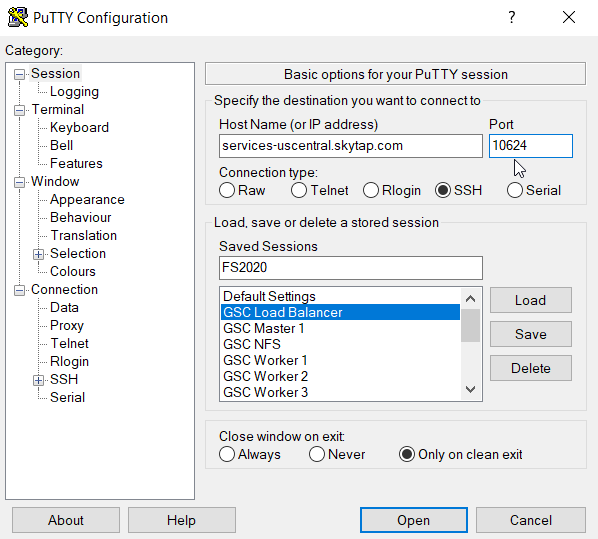 PuTTY Configuration
Category:
Session
Logging
Terminal
Keyboard
Bell
Features
Window
Appearance
Behaviour
Translation
Selection
Colours
Connection
Data
Proxy
Telnet
Rlogin
SSH
Serial
Basic options for your PuTTY session
Specify the destination you want to connect to
Host Name (or IP address) Port
services-uscentral.skytap.com 10624
Connection type:
Raw Telnet Rlogin SSH Serial
Load, save or delete a stored session
Saved Sessions
FS2020
Default Settings
GSC Load Balancer
GSC Master 1
GSC NFS
GSC Worker 1
GSC Worker 2
GSC Worker 3
Load
Save
Delete
Close window on exit:
Always Never Only on clean exit
About Help Open Cancel